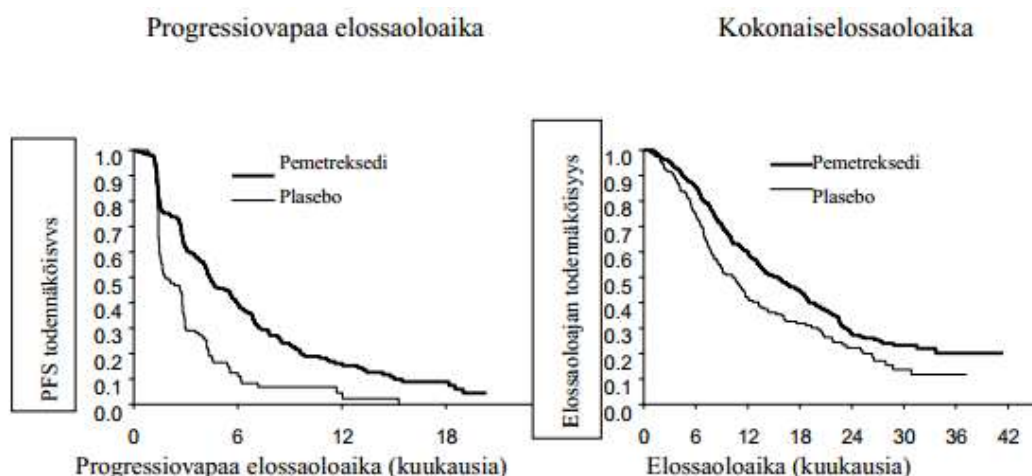 Progressiovapaa elossaoloaika
Kokonaiselossaoloaika
PFS todennäköisvys
1.0
0.9
0.8
0.7
0.6
0.5
0.4
0.3
0.2
0.1
0.0
Pemetreksedi
Plasebo
0 6 12 18
Progressiovapaa elossaoloaika (kuukausia)
Elossaoloajan todennäköisyys
1.0
0.9
0.8
0.7
0.6
0.5
0.4
0.3
0.2
0.1
0.0
Pemetreksedi
Plasebo
0 6 12 18 24 30 36 42
Elossaoloaika (kuukausia)